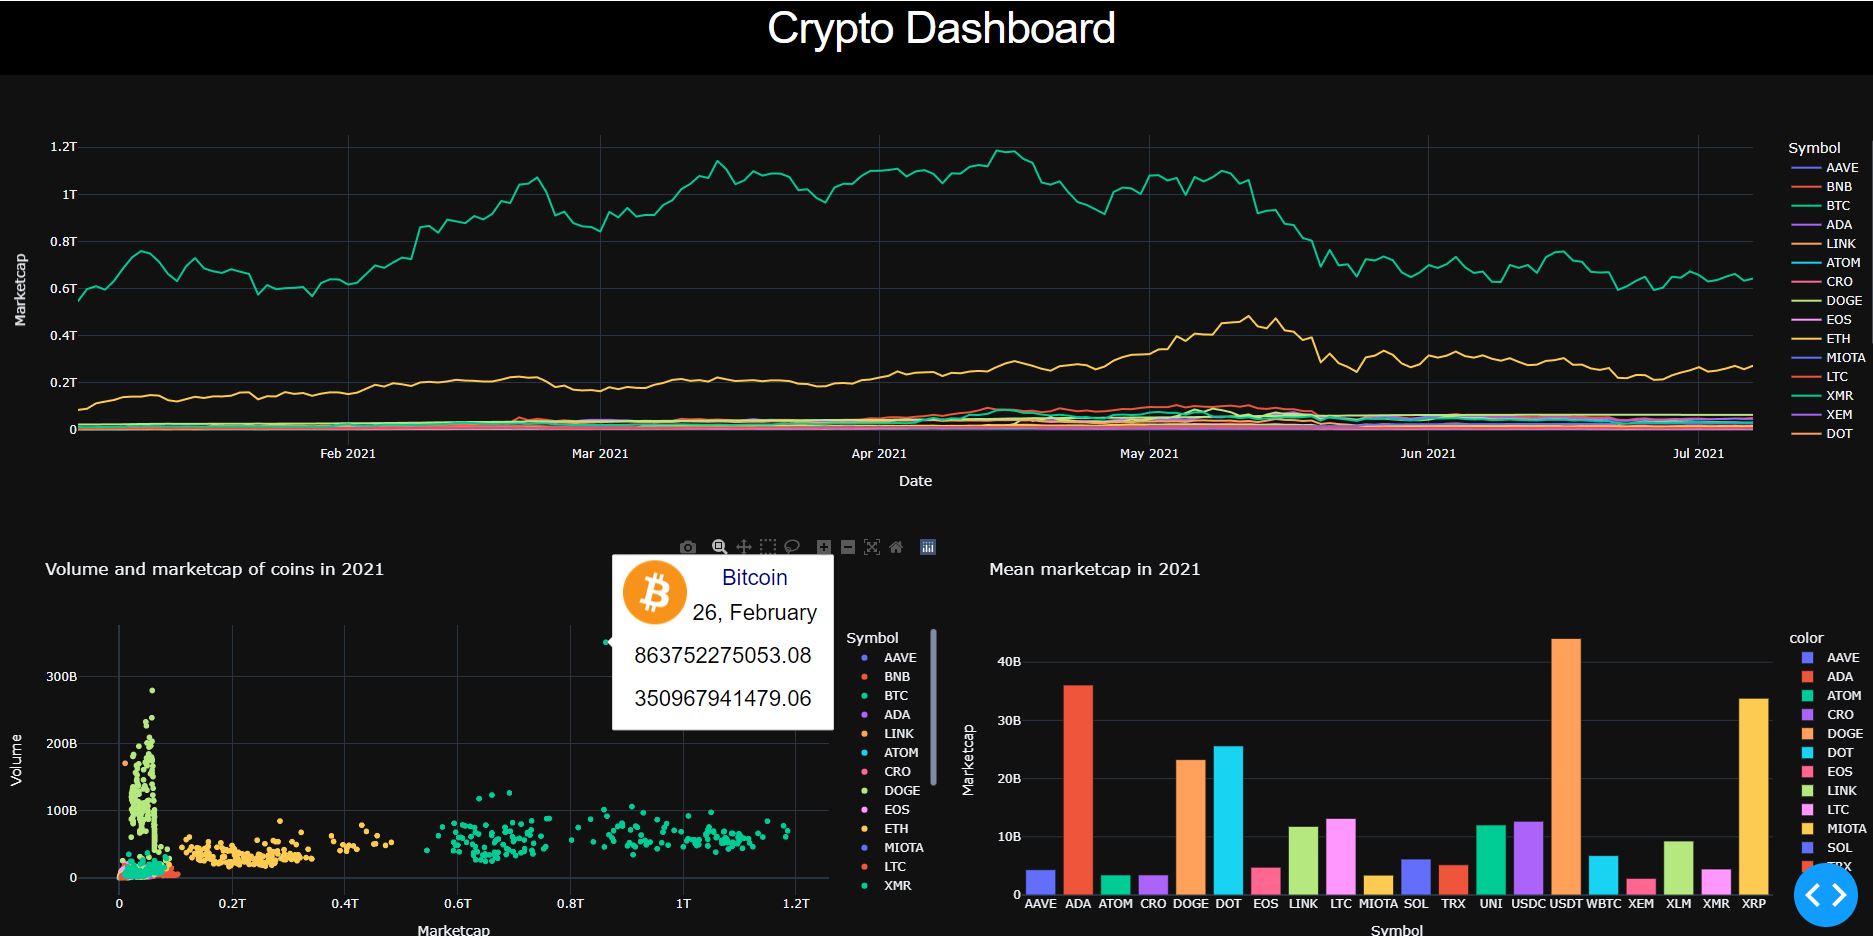 Crypto Dashboard
1.2T
1T
0.8T
0.6T
0.4T
0.2T
0
Marketcap
Feb 2021
Mar 2021
Apr 2021
May 2021
Jun 2021
Jul 2021
Date
Symbol
AAVE
BNB
BTC
ADA
LINK
ATOM
CRO
DOGE
EOS
ETH
MIOTA
LTC
XMR
XEM
DOT
Volume and marketcap of coins in 2021
Bitcoin
26, February
863752275053.08
350967941479.06
300B
200B
100B
0
Volume
0
0.2T
0.4T
0.6T
0.8T
1T
1.2T
Marketcap
Symbol
AAVE
BNB
BTC
ADA
LINK
ATOM
CRO
DOGE
EOS
ETH
MIOTA
LTC
XMR
Mean marketcap in 2021
40B
30B
20B
10B
0
Marketcap
AAVE
ADA
ATOM
CRO
DOGE
DOT
EOS
LINK
LTC
MIOTA
SOL
TRX
UNI
USDC
USDT
WBTC
XEM
XLM
XMR
XRP
Symbol
color
AAVE
ADA
ATOM
CRO
DOGE
DOT
EOS
LINK
LTC
MIOTA
SOL
TRX